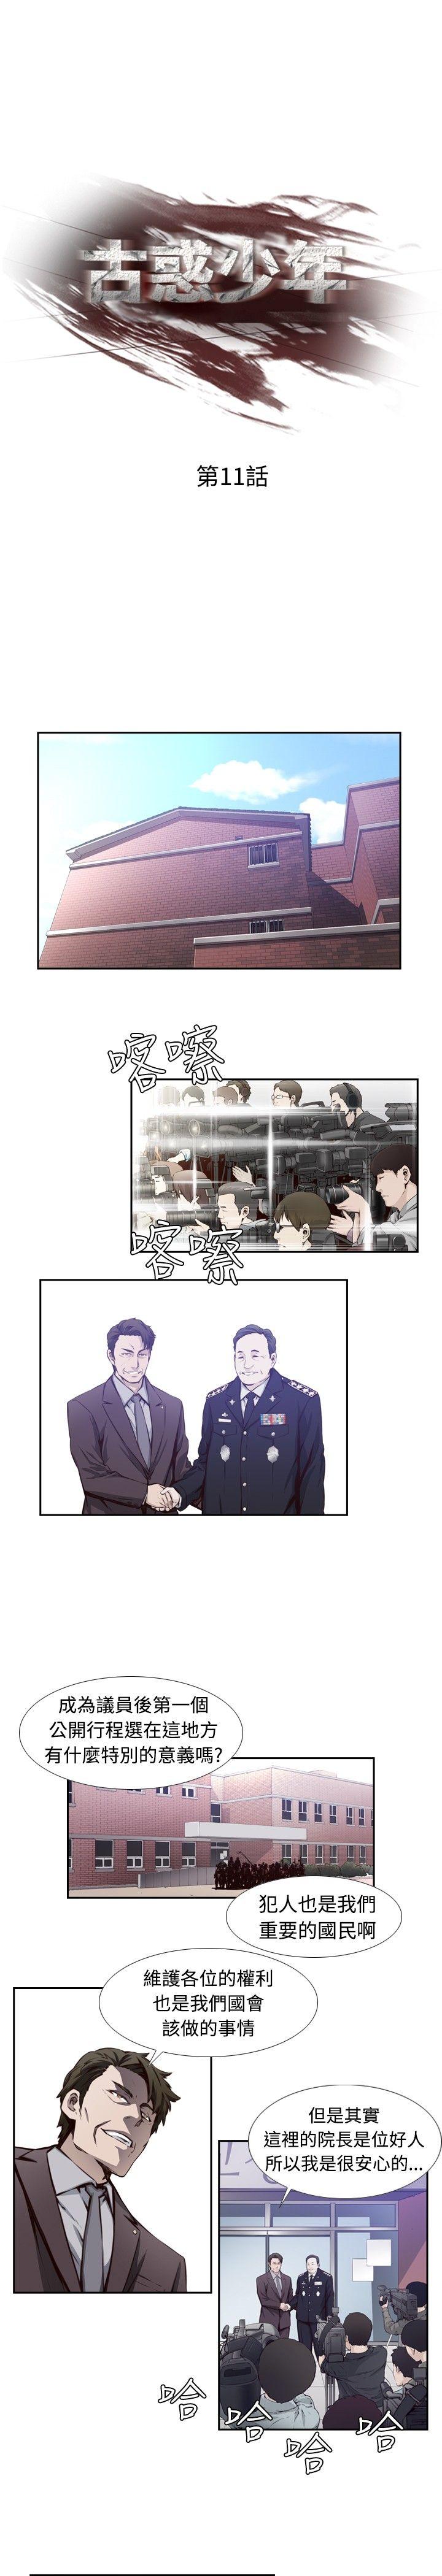 古惑少年
第11話
喀嚓
喀嚓
成為議員後第一個
公開行程選在這地方
有什麼特別的意義嗎?
犯人也是我們
重要的國民啊
維護各位的權利
也是我們國會
該做的事情
但是其實
這裡的院長是位好人
所以我是很安心的...
哈
哈
哈
哈